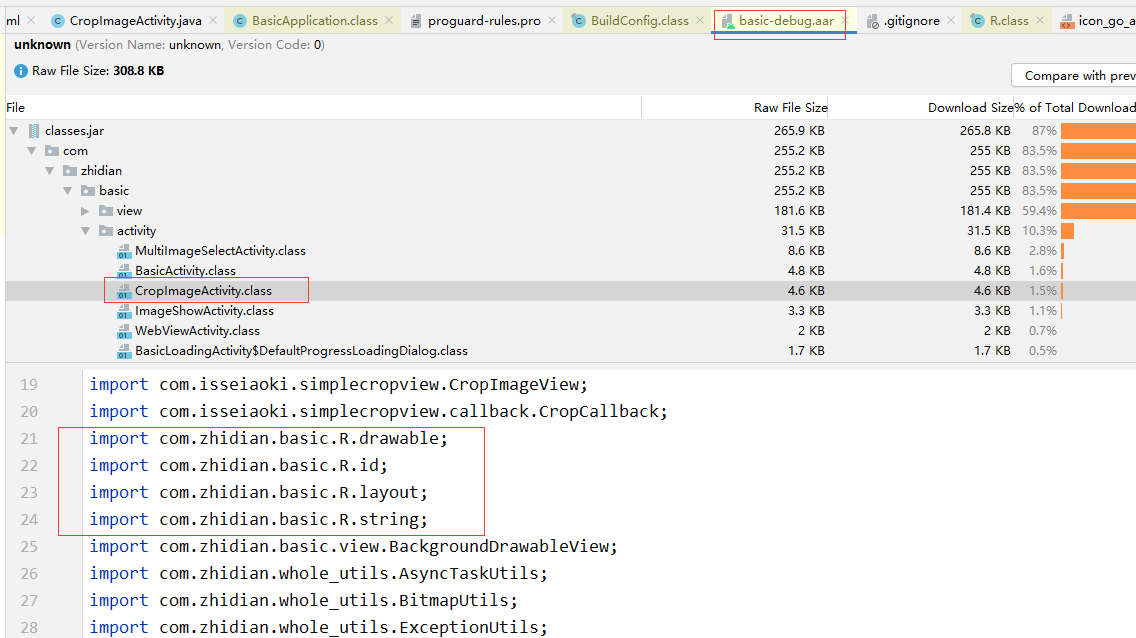 ml CropImageActivity.java BasicApplication.class proguard-rules.pro BuildConfig.class basic-debug.aar .gitignore R.class icon_go_a
unknown (Version Name: unknown, Version Code: 0)
Raw File Size: 308.8 KB
Compare with prev
File Raw File Size Download Size % of Total Download
classes.jar 265.9 KB 265.8 KB 87%
com 255.2 KB 255 KB 83.5%
zhidian 255.2 KB 255 KB 83.5%
basic 255.2 KB 255 KB 83.5%
view 181.6 KB 181.4 KB 59.4%
activity 31.5 KB 31.5 KB 10.3%
MultiImageSelectActivity.class 8.6 KB 8.6 KB 2.8%
BasicActivity.class 4.8 KB 4.8 KB 1.6%
CropImageActivity.class 4.6 KB 4.6 KB 1.5%
ImageShowActivity.class 3.3 KB 3.3 KB 1.1%
WebViewActivity.class 2 KB 2 KB 0.7%
BasicLoadingActivity$DefaultProgressLoadingDialog.class 1.7 KB 1.7 KB 0.5%
19 import com.isseiaoki.simplecropview.CropImageView;
20 import com.isseiaoki.simplecropview.callback.CropCallback;
21 import com.zhidian.basic.R.drawable;
22 import com.zhidian.basic.R.id;
23 import com.zhidian.basic.R.layout;
24 import com.zhidian.basic.R.string;
25 import com.zhidian.basic.view.BackgroundDrawableView;
26 import com.zhidian.whole_utils.AsyncTaskUtils;
27 import com.zhidian.whole_utils.BitmapUtils;
28 import com.zhidian.whole_utils.ExceptionUtils;